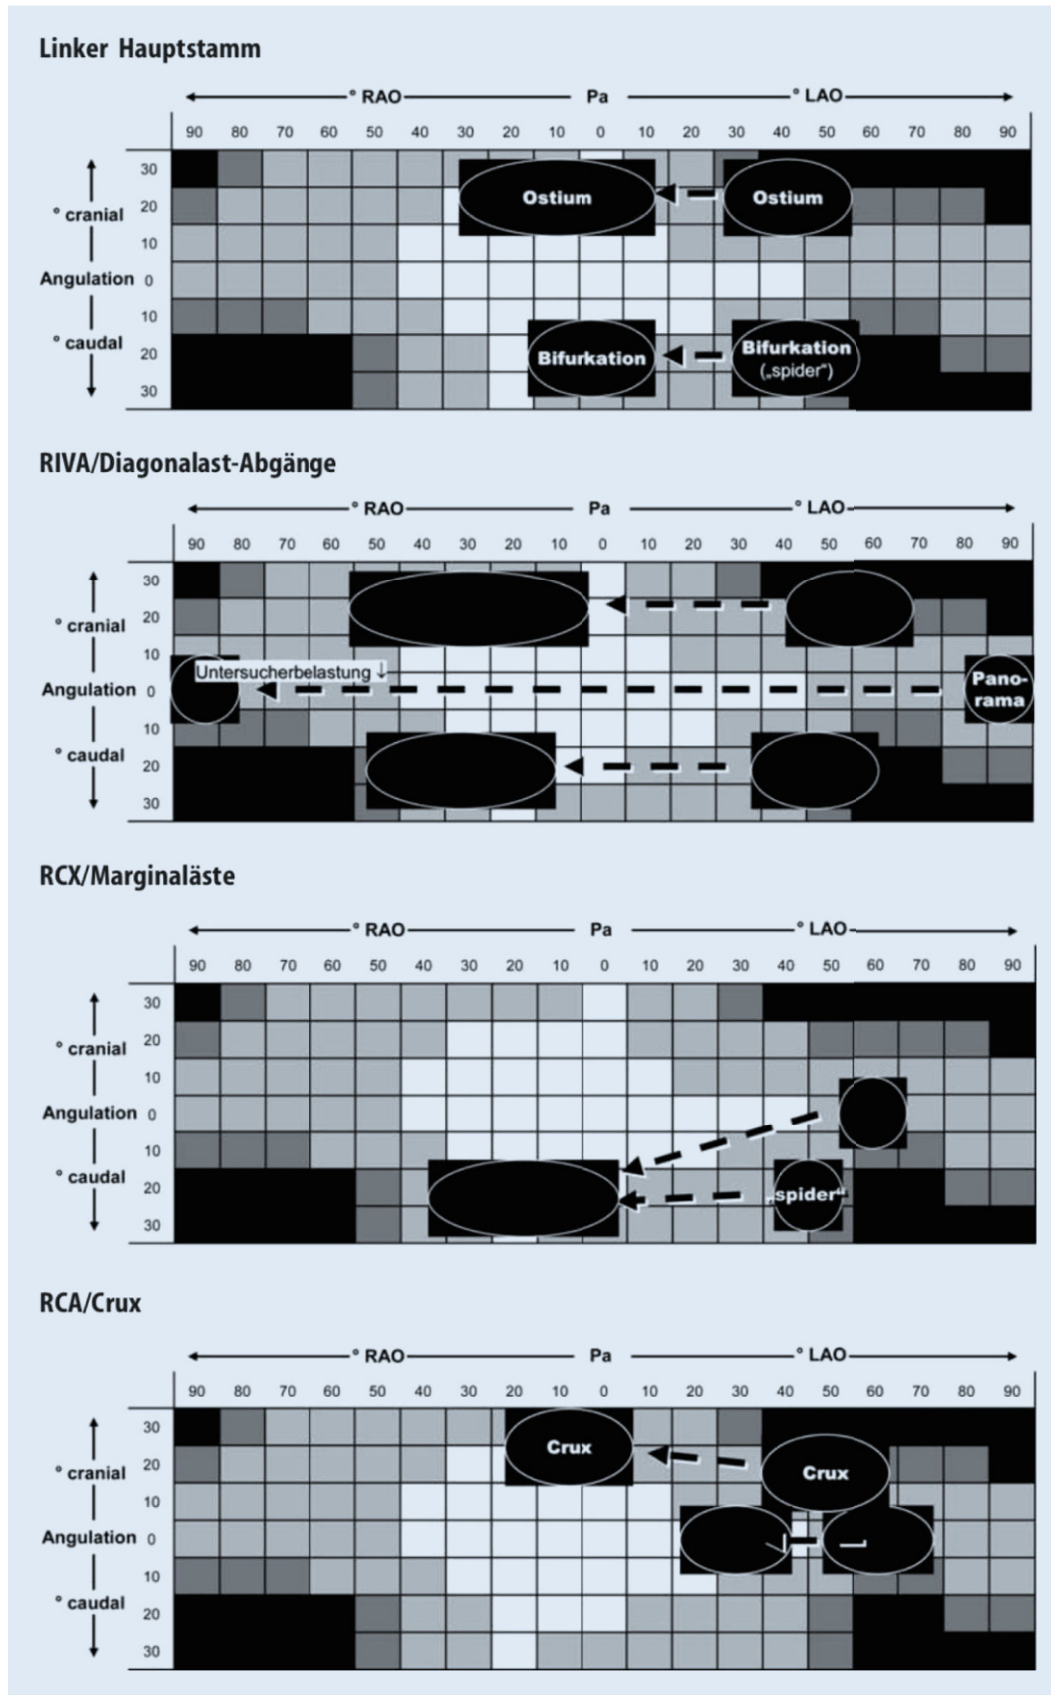 Linker Hauptstamm
° RAO Pa ° LAO
90 80 70 60 50 40 30 20 10 0 10 20 30 40 50 60 70 80 90
30
° cranial 20
Ostium Ostium
10
Angulation 0
10
° caudal 20
Bifurkation Bifurkation
(„spider“)
30
RIVA/Diagonalast-Abgänge
° RAO Pa ° LAO
90 80 70 60 50 40 30 20 10 0 10 20 30 40 50 60 70 80 90
30
° cranial 20
10
Untersucherbelastung ↓
Angulation 0
Pano-
rama
10
° caudal 20
30
RCX/Marginaläste
° RAO Pa ° LAO
90 80 70 60 50 40 30 20 10 0 10 20 30 40 50 60 70 80 90
30
° cranial 20
10
Angulation 0
10
° caudal 20
„spider“
30
RCA/Crux
° RAO Pa ° LAO
90 80 70 60 50 40 30 20 10 0 10 20 30 40 50 60 70 80 90
30
Crux
° cranial 20
Crux
10
Angulation 0
10
° caudal 20
30